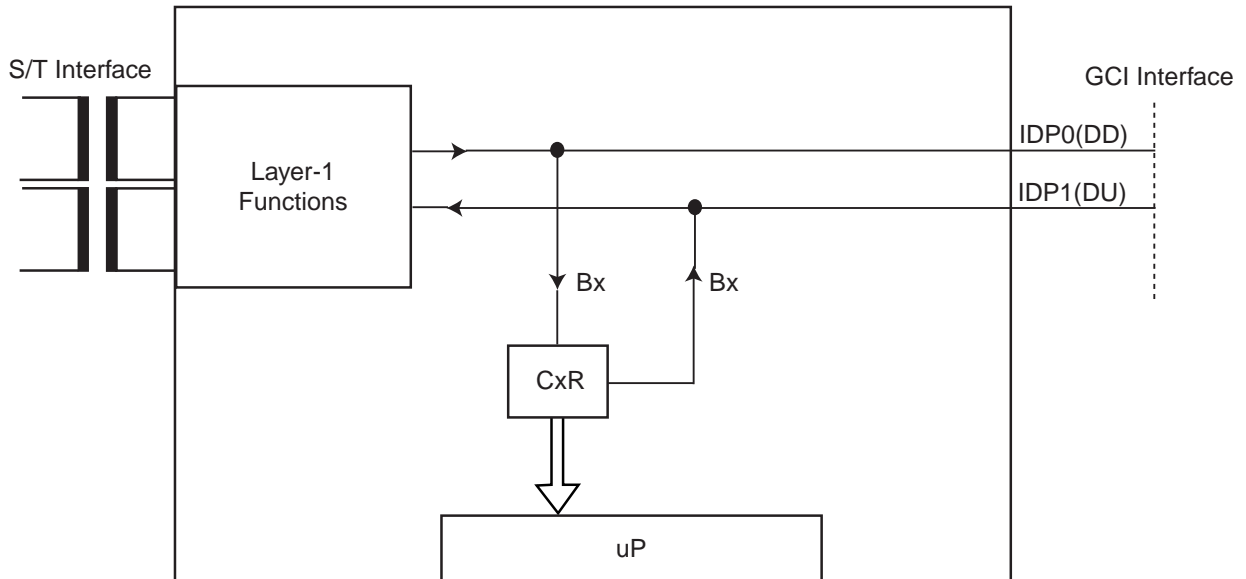 S/T Interface
GCI Interface
IDP0(DD)
Layer-1
Functions
IDP1(DU)
Bx
Bx
CxR
uP